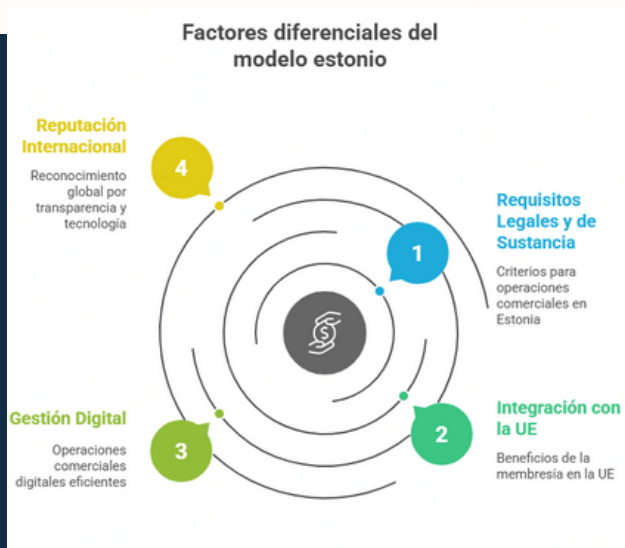 Factores diferenciales del
modelo estonio
Reputación
Internacional
Reconocimiento
global por
transparencia y
tecnología
4
1
Requisitos
Legales y de
Sustancia
Criterios para
operaciones
comerciales en
Estonia
Gestión Digital
Operaciones
comerciales
digitales eficientes
3
2
Integración con
la UE
Beneficios de la
membresía en la UE
$